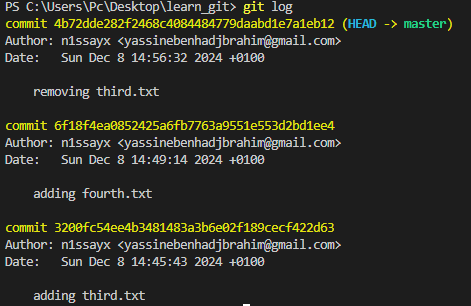 PS C:\Users\Pc\Desktop\learn_git> git log
commit 4b72dde282f2468c4084484779daabd1e7a1eb12 (HEAD -> master)
Author: n1ssayx <yassinebenhadjbrahim@gmail.com>
Date:   Sun Dec 8 14:56:32 2024 +0100
    removing third.txt
commit 6f18f4ea0852425a6fb7763a9551e553d2bd1ee4
Author: n1ssayx <yassinebenhadjbrahim@gmail.com>
Date:   Sun Dec 8 14:49:14 2024 +0100
    adding fourth.txt
commit 3200fc54ee4b3481483a3b6e02f189cecf422d63
Author: n1ssayx <yassinebenhadjbrahim@gmail.com>
Date:   Sun Dec 8 14:45:43 2024 +0100
    adding third.txt